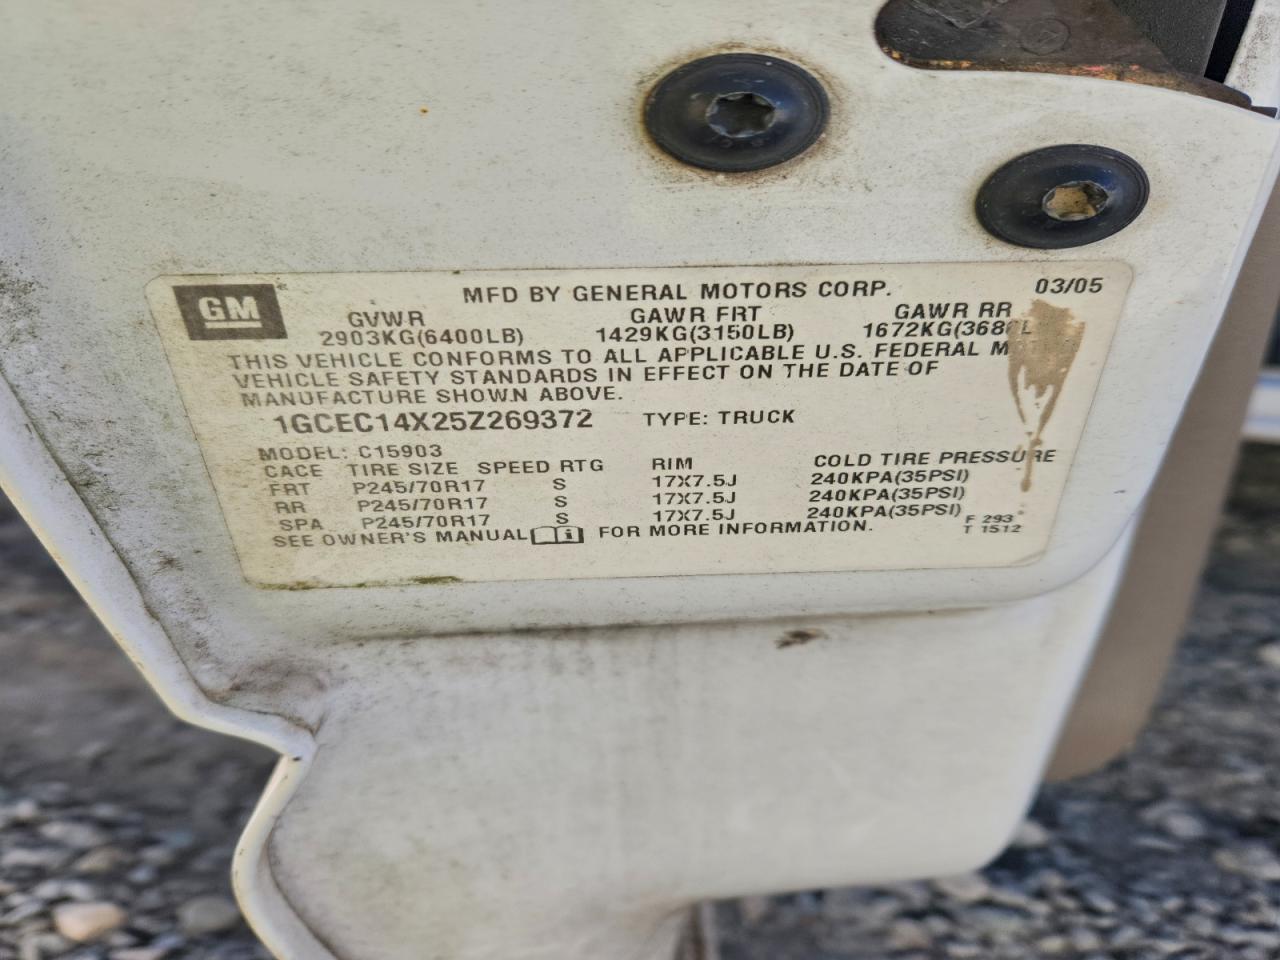 GM
MFD BY GENERAL MOTORS CORP. 03/05
GVWR GAWR FRT GAWR RR
2903KG(6400LB) 1429KG(3150LB) 1672KG(
THIS VEHICLE CONFORMS TO ALL APPLICABLE U.S. FEDERAL
VEHICLE SAFETY STANDARDS IN EFFECT ON THE DATE OF
MANUFACTURE SHOWN ABOVE.
1GCEC14X25Z269372 TYPE: TRUCK
MODEL: C15903
CACE TIRE SIZE SPEED RTG RIM COLD TIRE PRESSURE
FRT P245/70R17 S 17X7.5J 240KPA(35PSI)
RR P245/70R17 S 17X7.5J 240KPA(35PSI)
SPA P245/70R17 S 17X7.5J 240KPA(35PSI)
SEE OWNER'S MANUAL i FOR MORE INFORMATION.
F 293
T 1512